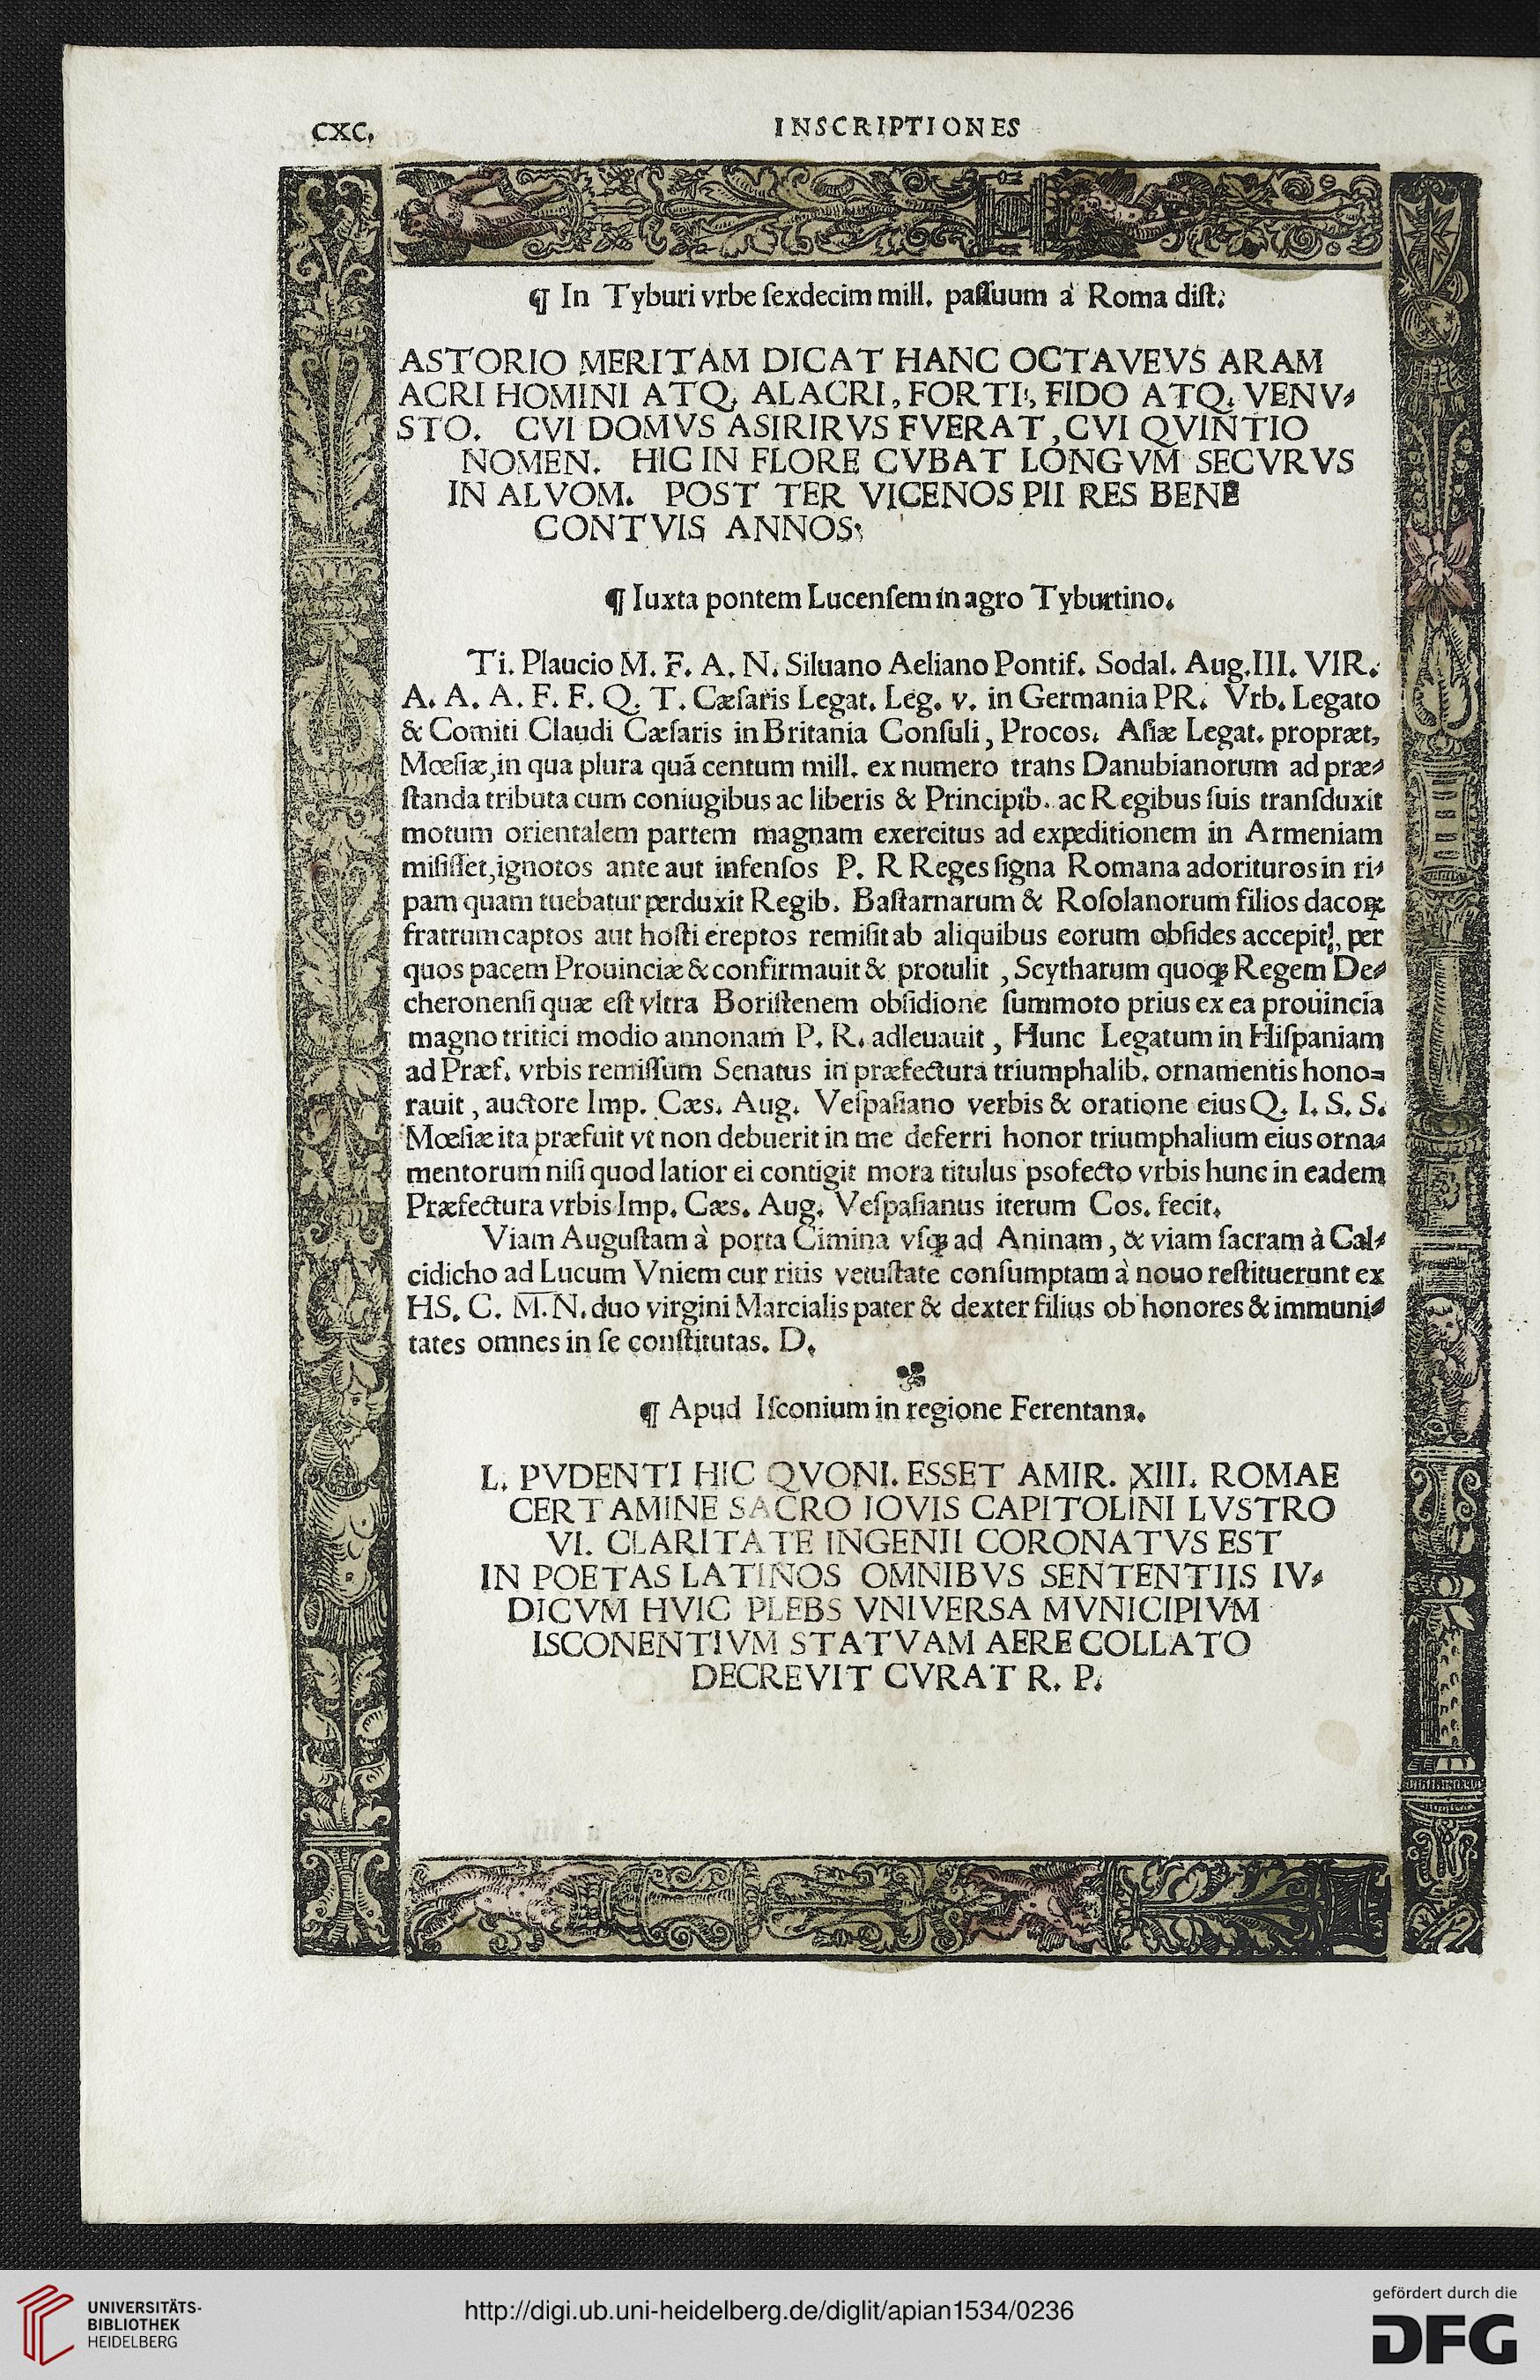 CXC.
INSCRIPTIONES
¶ In Tyburi vrbe ſexdecim mill. paſſuum a Roma diſt.
ASTORIO MERITAM DICAT HANC OCTAVEVS ARAM
ACRI HOMINI ATQ. ALACRI, FORTI:, FIDO ATQ. VENV⸗
STO. CVI DOMVS ASIRIRVS FVERAT, CVI QVINTIO
NOMEN. HIC IN FLORE CVBAT LONGVM SECVRVS
IN ALVOM. POST TER VICENOS PII RES BENE
CONTVIS ANNOS:
¶ Iuxta pontem Lucenſem in agro Tyburtino.
Ti. Plaucio M. F. A. N. Siluano Aeliano Pontif. Sodal. Aug. III. VIR.
A. A. A. F. F. Q. T. Cæſaris Legat. Leg. v. in Germania PR. Vrb. Legato
& Comiti Claudi Cæſaris in Britania Conſuli, Procos. Aſiæ Legat. propræt,
Mœſiæ, in qua plura quã centum mill. ex numero trans Danubianorum ad præ⸗
ſtanda tributa cum coniugibus ac liberis & Principib. ac Regibus ſuis tranſduxit
motum orientalem partem magnam exercitus ad expeditionem in Armeniam
miſiſſet, ignotos ante aut infenſos P. R Reges ſigna Romana adorituros in ri⸗
pam quam tuebatur perduxit Regib. Baſtarnarum & Roſolanorum filios dacoꝝ
fratrum captos aut hoſti ereptos remiſit ab aliquibus eorum obſides accepit, per
quos pacem Prouinciæ & confirmauit & protulit, Scytharum quoqꝫ Regem De⸗
cheronenſi quæ eſt vltra Boriſtenem obſidione ſummoto prius ex ea prouincia
magno tritici modio annonam P. R. adleuauit, Hunc Legatum in Hiſpaniam
ad Præf. vrbis remiſſum Senatus in præfectura triumphalib. ornamentis hono⸗
rauit, auctore Imp. Cæs. Aug. Veſpaſiano verbis & oratione eius Q. I. S. S.
Mœſiæ ita præfuit vt non debuerit in me deferri honor triumphalium eius orna⸗
mentorum niſi quod latior ei contigit mora titulus pſofecto vrbis hunc in eadem
Præfectura vrbis Imp. Cæs. Aug. Veſpaſianus iterum Cos. fecit.
Viam Auguſtam à porta Cimina vſqꝫ ad Aninam, & viam ſacram à Cal⸗
cidicho ad Lucum Vniem cur ritis vetuſtate conſumptam à nouo reſtituerunt ex
HS. C. M. N. duo virgini Marcialis pater & dexter filius ob honores & immuni⸗
tates omnes in ſe conſtitutas. D.
¶ Apud Iſconium in regione Ferentana.
L. PVDENTI HIC QVONI. ESSET AMIR. XIII. ROMAE
CERTAMINE SACRO IOVIS CAPITOLINI LVSTRO
VI. CLARITATE INGENII CORONATVS EST
IN POETAS LATINOS OMNIBVS SENTENTIIS IV⸗
DICVM HVIC PLEBS VNIVERSA MVNICIPIVM
ISCONENTIVM STATVAM AERE COLLATO
DECREVIT CVRAT R. P.
UNIVERSITÄTS-
BIBLIOTHEK
HEIDELBERG
http://digi.ub.uni-heidelberg.de/diglit/apian1534/0236
gefördert durch die
DFG